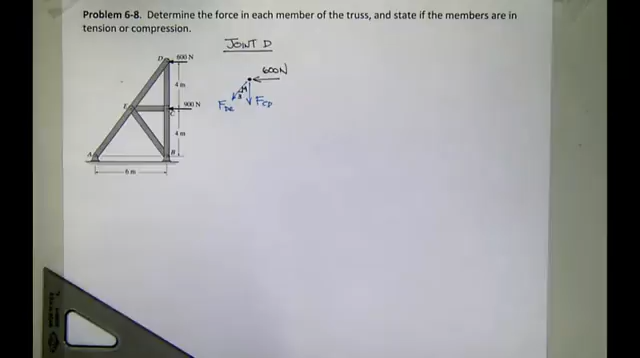 Problem 6-8. Determine the force in each member of the truss, and state if the members are in
tension or compression.
JOINT D
D 600 N
4 m
E 900 N
C
4 m
A B
6 m
600N
F_DE F_CD